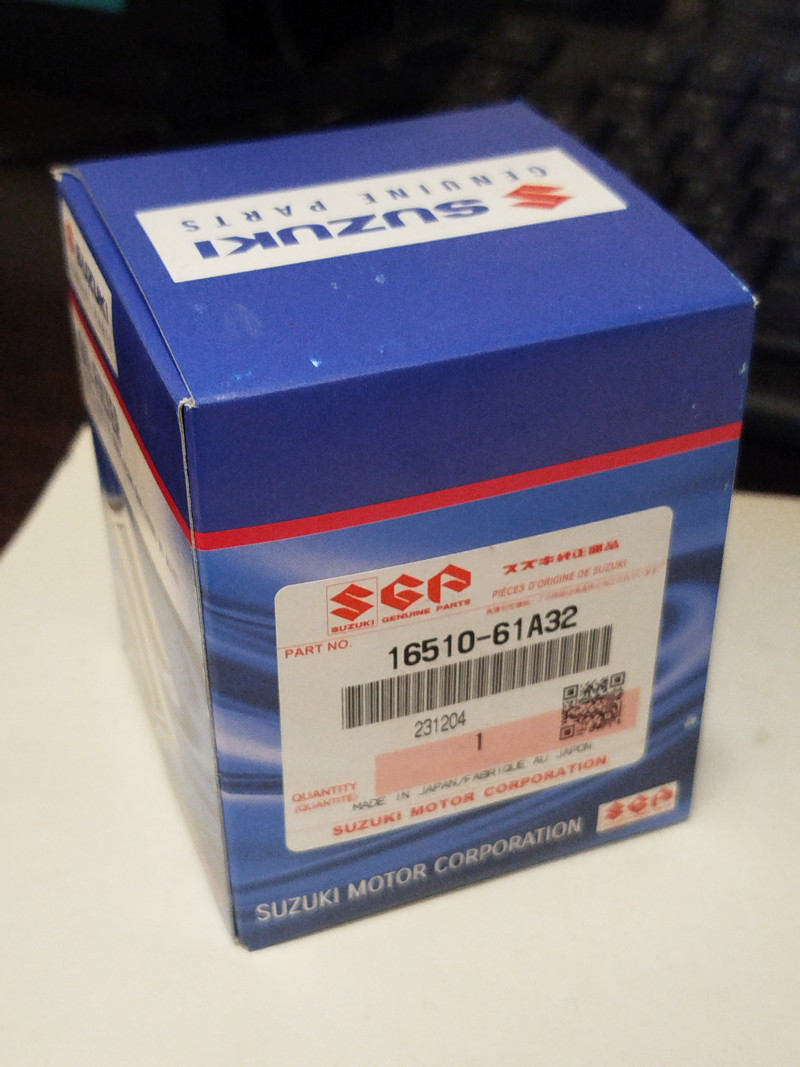 SUZUKI
GENUINE PARTS
SUZUKI
SGP
SUZUKI GENUINE PARTS
スズキ純正部品
PIÈCES D'ORIGINE DE SUZUKI
PART NO.
16510-61A32
231204
1
QUANTITY
(QUANTITÉ)
MADE IN JAPAN/FABRIQUE AU JAPON
SUZUKI MOTOR CORPORATION
SUZUKI MOTOR CORPORATION
SGP